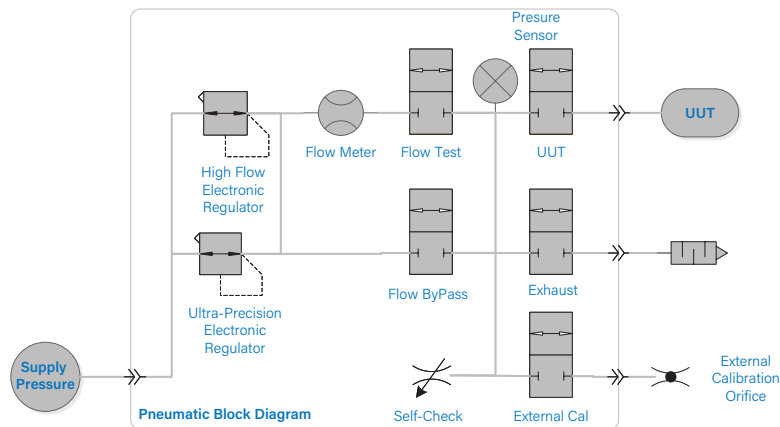 Presure
Sensor
UUT
Flow Meter
Flow Test
UUT
High Flow
Electronic
Regulator
Flow ByPass
Exhaust
Ultra-Precision
Electronic
Regulator
Supply
Pressure
External
Calibration
Orifice
Pneumatic Block Diagram
Self-Check
External Cal